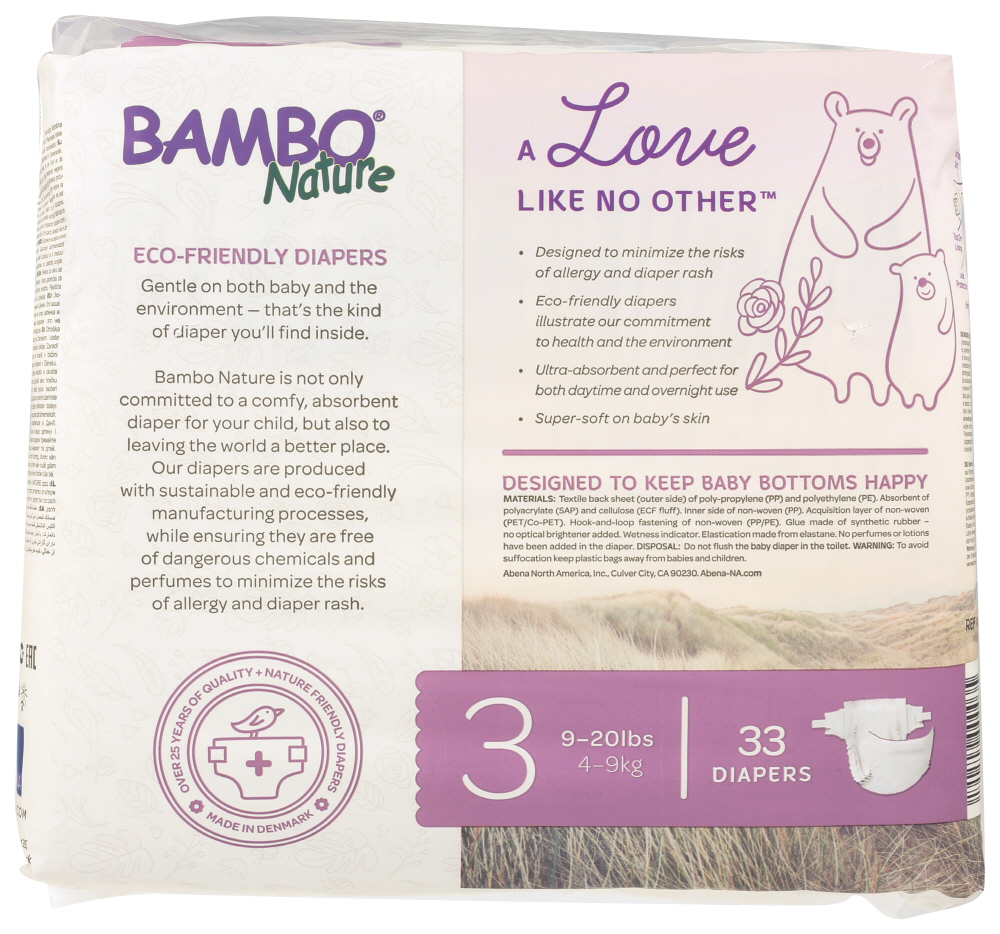 BAMBO®
Nature
ECO-FRIENDLY DIAPERS
Gentle on both baby and the
environment – that's the kind
of diaper you'll find inside.
Bambo Nature is not only
committed to a comfy, absorbent
diaper for your child, but also to
leaving the world a better place.
Our diapers are produced
with sustainable and eco-friendly
manufacturing processes,
while ensuring they are free
of dangerous chemicals and
perfumes to minimize the risks
of allergy and diaper rash.
OVER 25 YEARS OF QUALITY + NATURE FRIENDLY DIAPERS
MADE IN DENMARK
A Love
LIKE NO OTHER™
• Designed to minimize the risks
of allergy and diaper rash
• Eco-friendly diapers
illustrate our commitment
to health and the environment
• Ultra-absorbent and perfect for
both daytime and overnight use
• Super-soft on baby's skin
DESIGNED TO KEEP BABY BOTTOMS HAPPY
MATERIALS: Textile back sheet (outer side) of poly-propylene (PP) and polyethylene (PE). Absorbent of
polyacrylate (SAP) and cellulose (ECF fluff). Inner side of non-woven (PP). Acquisition layer of non-woven
(PET/Co-PET). Hook-and-loop fastening of non-woven (PP/PE). Glue made of synthetic rubber –
no optical brightener added. Wetness indicator. Elastication made from elastane. No perfumes or lotions
have been added in the diaper. DISPOSAL: Do not flush the baby diaper in the toilet. WARNING: To avoid
suffocation keep plastic bags away from babies and children.
Abena North America, Inc., Culver City, CA 90230. Abena-NA.com
3
9–20lbs
4–9kg
33
DIAPERS
EAC
REF